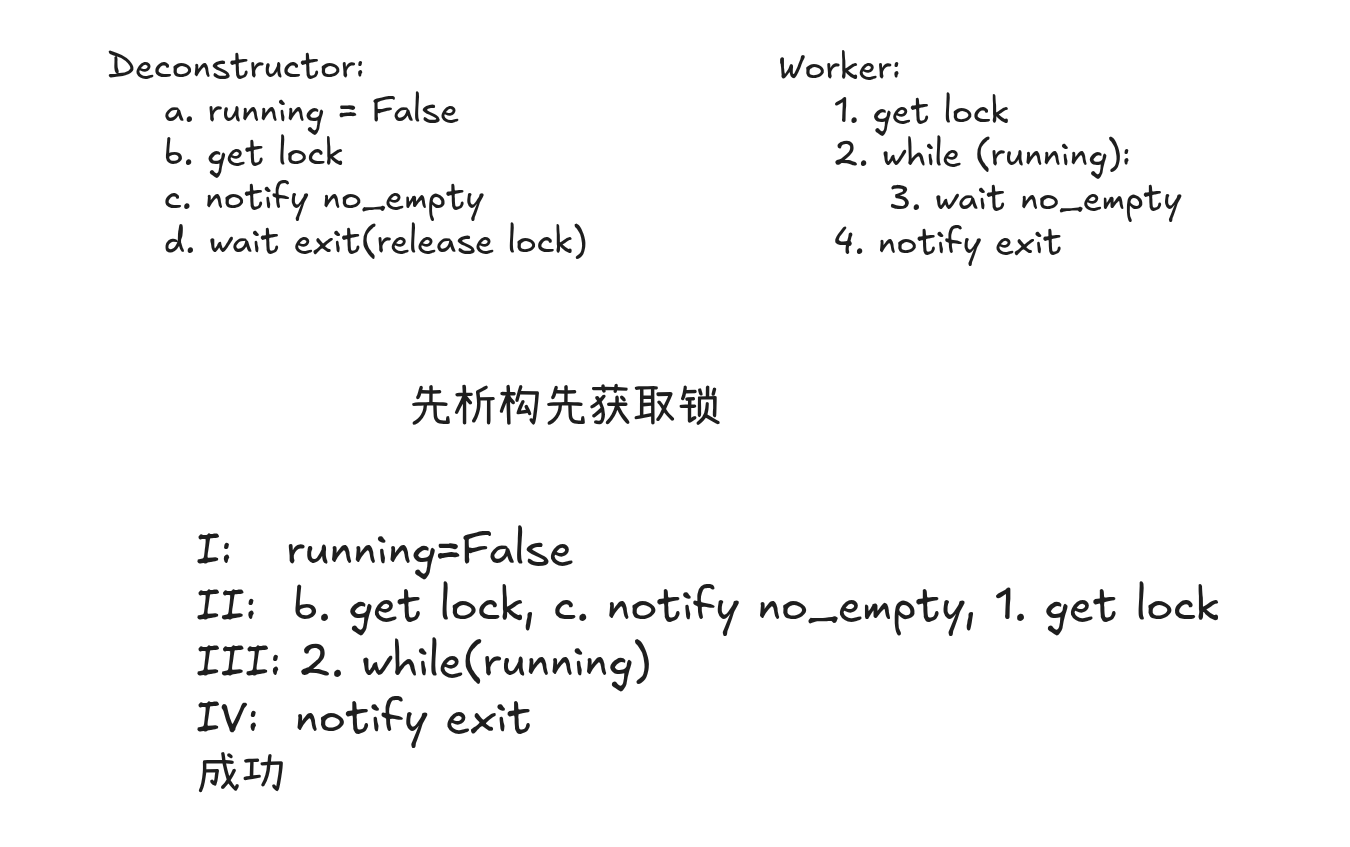 Deconstructor:
a. running = False
b. get lock
c. notify no_empty
d. wait exit(release lock)
Worker:
1. get lock
2. while (running):
3. wait no_empty
4. notify exit
先析构先获取锁
I: running=False
II: b. get lock, c. notify no_empty, 1. get lock
III: 2. while(running)
IV: notify exit
成功